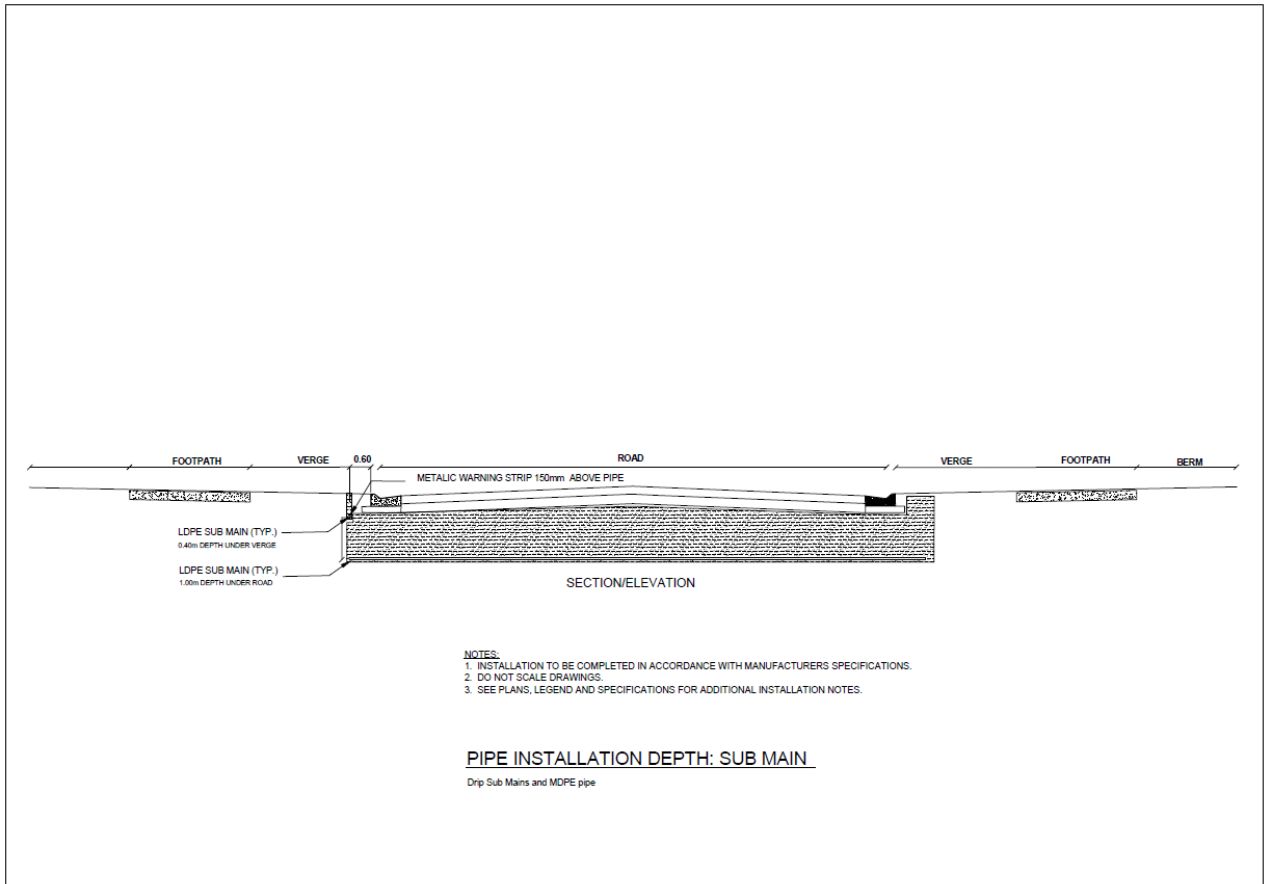 FOOTPATH VERGE 0.60 ROAD VERGE FOOTPATH BERM
METALIC WARNING STRIP 150mm ABOVE PIPE
LDPE SUB MAIN (TYP.)
0.40m DEPTH UNDER VERGE
LDPE SUB MAIN (TYP.)
1.00m DEPTH UNDER ROAD
SECTION/ELEVATION
NOTES:
1. INSTALLATION TO BE COMPLETED IN ACCORDANCE WITH MANUFACTURERS SPECIFICATIONS.
2. DO NOT SCALE DRAWINGS.
3. SEE PLANS, LEGEND AND SPECIFICATIONS FOR ADDITIONAL INSTALLATION NOTES.
PIPE INSTALLATION DEPTH: SUB MAIN
Drip Sub Mains and MDPE pipe